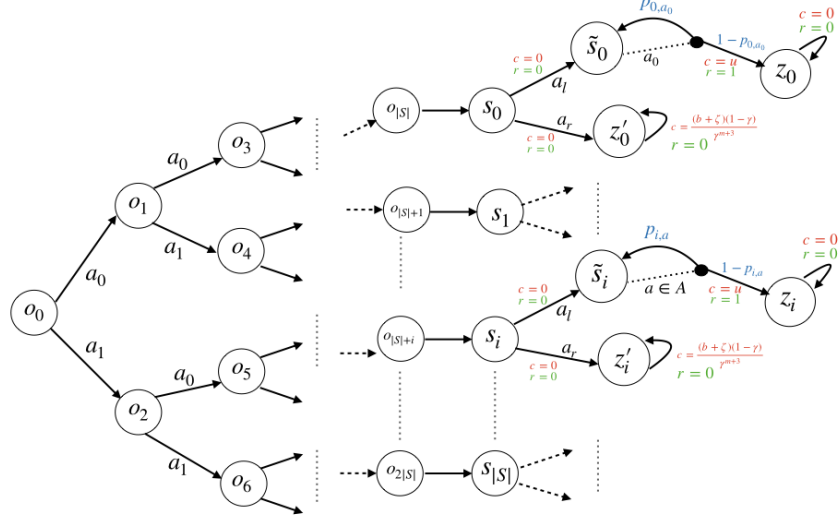 p_{0,a_0}
c = 0
r = 0
s̃_0
1 − p_{0,a_0}
z_0
c = 0
r = 0
a_0
c = u
r = 1
a_l
o_{|S|}
s_0
a_r
z′_0
c = (b + ζ)(1 − γ) / γ^{m+3}
r = 0
c = 0
r = 0
o_3
a_0
o_1
o_{|S|+1}
s_1
a_1
o_4
a_0
p_{i,a}
c = 0
r = 0
s̃_i
1 − p_{i,a}
z_i
c = 0
r = 0
a ∈ A
c = u
r = 1
o_0
a_l
a_1
o_{|S|+i}
s_i
a_r
z′_i
c = (b + ζ)(1 − γ) / γ^{m+3}
r = 0
c = 0
r = 0
a_0
o_5
o_2
a_1
o_6
o_{2|S|}
s_{|S|}